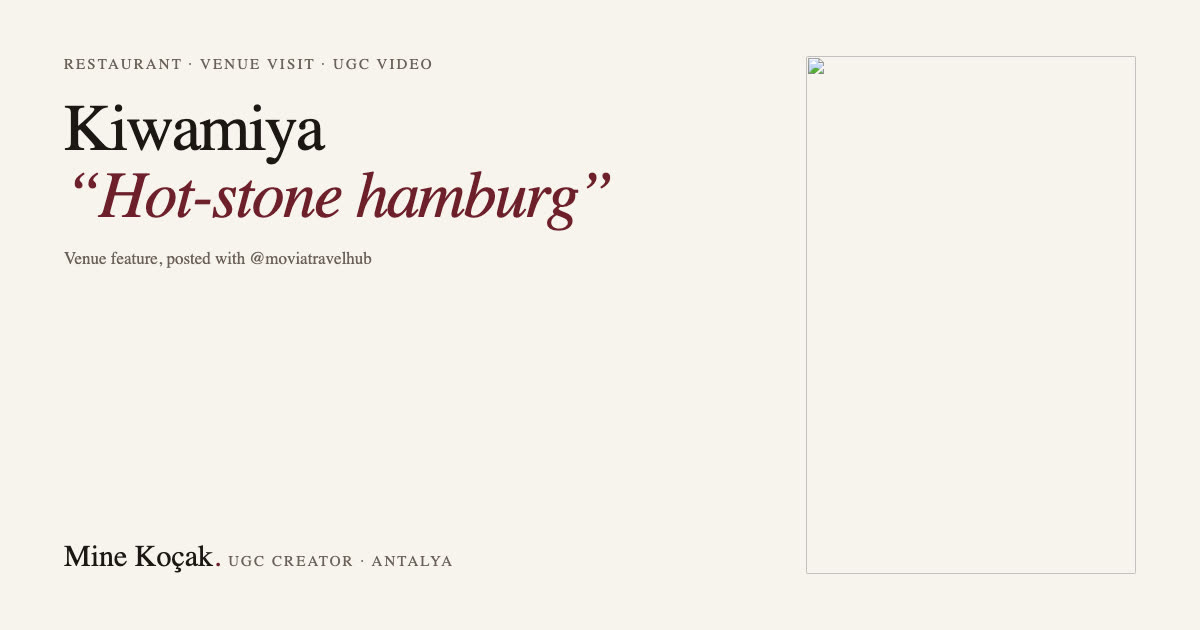 RESTAURANT · VENUE VISIT · UGC VIDEO
Kiwamiya
“Hot-stone hamburg”
Venue feature, posted with @moviatravelhub
Mine Koçak. UGC CREATOR · ANTALYA